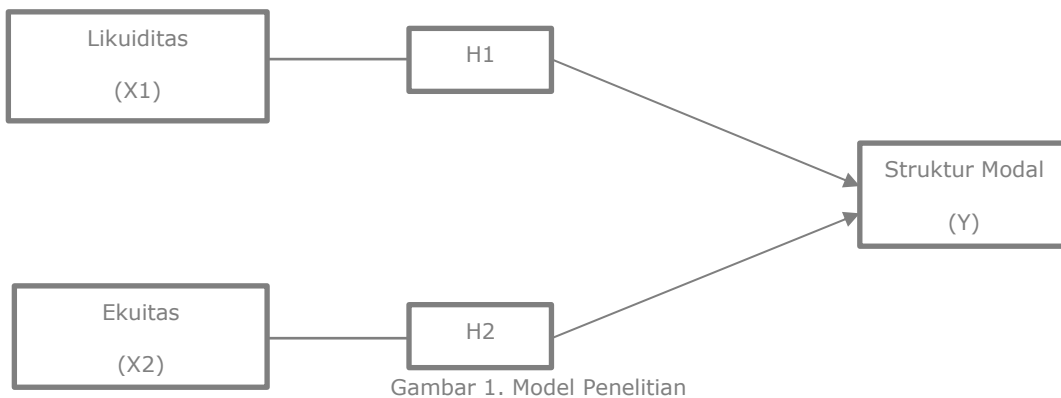 Likuiditas
(X1)
H1
Struktur Modal
(Y)
Ekuitas
(X2)
H2
Gambar 1. Model Penelitian